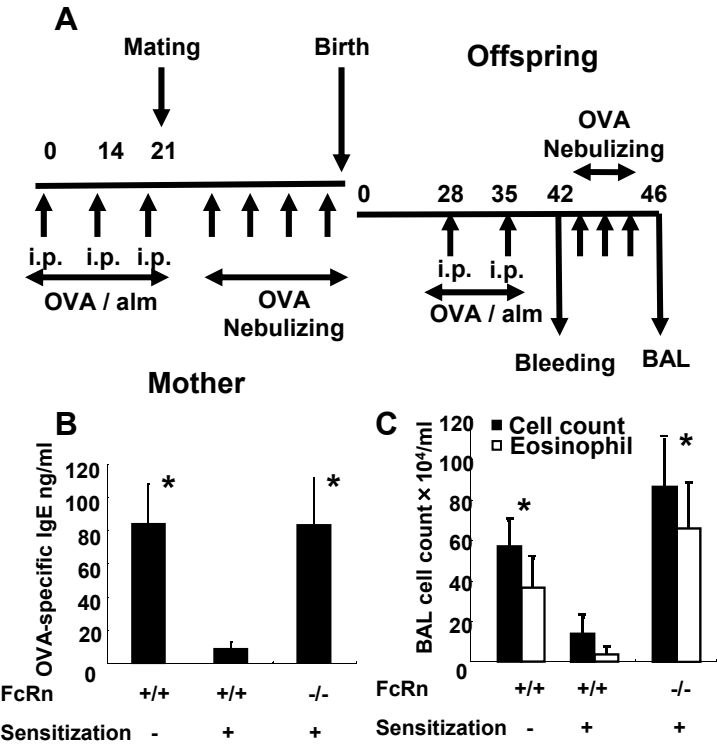 A
Mating
Birth
Offspring
OVA
Nebulizing
0 14 21
0 28 35 42 46
i.p. i.p. i.p.
OVA / alm
OVA
Nebulizing
i.p. i.p.
OVA / alm
Bleeding
BAL
Mother
B
OVA-specific IgE ng/ml
120
100
80
60
40
20
0
* *
FcRn +/+ +/+ -/-
Sensitization - + +
C
Cell count
Eosinophil
BAL cell count × 10⁴/ml
120
100
80
60
40
20
0
* *
FcRn +/+ +/+ -/-
Sensitization - + +